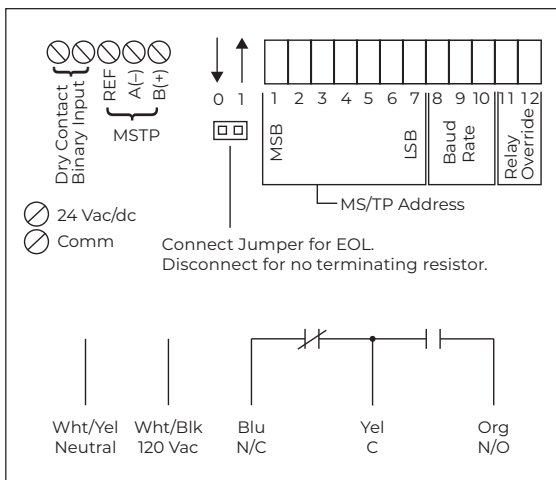 Dry Contact
Binary Input
REF
A(−)
B(+)
MSTP
0 1
1 2 3 4 5 6 7 8 9 10 11 12
MSB
LSB
Baud
Rate
Relay
Override
MS/TP Address
24 Vac/dc
Comm
Connect Jumper for EOL.
Disconnect for no terminating resistor.
Wht/Yel
Neutral
Wht/Blk
120 Vac
Blu
N/C
Yel
C
Org
N/O